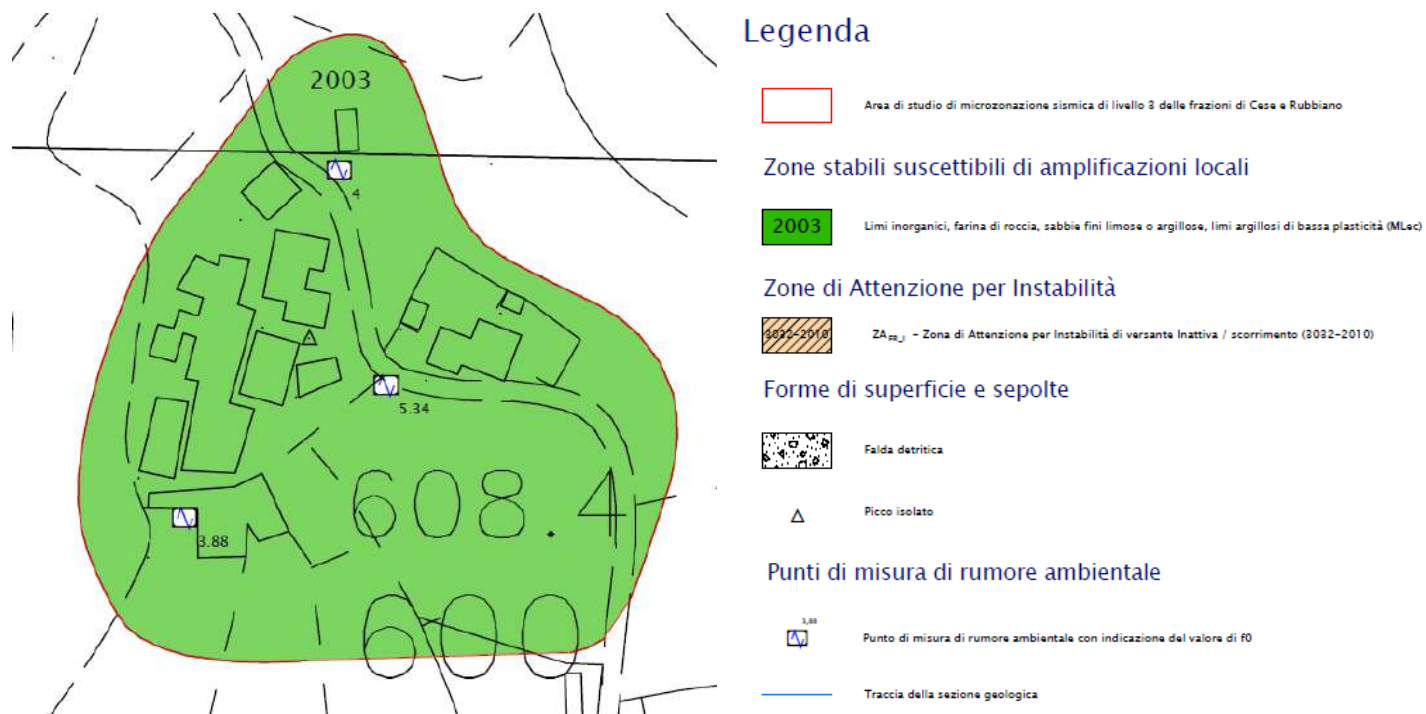 2003
4
5.34
608.4
3.88
600
Legenda
Area di studio di microzonazione sismica di livello 3 delle frazioni di Cese e Rubbiano
Zone stabili suscettibili di amplificazioni locali
2003 Limi inorganici, farina di roccia, sabbie fini limose o argillose, limi argillosi di bassa plasticità (MLec)
Zone di Attenzione per Instabilità
3032-2010 ZAFR_I - Zona di Attenzione per Instabilità di versante Inattiva / scorrimento (3032-2010)
Forme di superficie e sepolte
Falda detritica
Picco isolato
Punti di misura di rumore ambientale
3,88
Punto di misura di rumore ambientale con indicazione del valore di f0
Traccia della sezione geologica